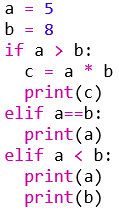 a = 5
b = 8
if a > b:
  c = a * b
  print(c)
elif a==b:
  print(a)
elif a < b:
  print(a)
  print(b)